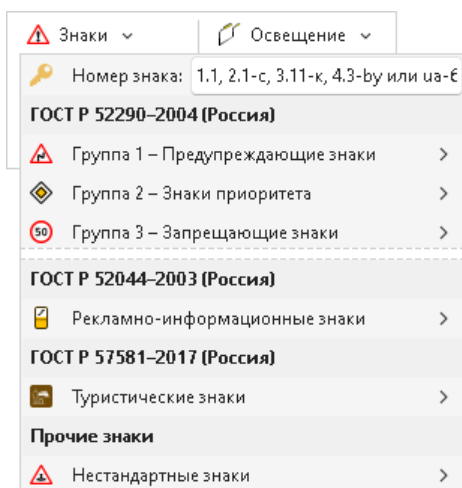 Знаки Освещение
Номер знака: 1.1, 2.1-с, 3.11-к, 4.3-by или ua-6
ГОСТ Р 52290–2004 (Россия)
Группа 1 – Предупреждающие знаки
Группа 2 – Знаки приоритета
50 Группа 3 – Запрещающие знаки
ГОСТ Р 52044–2003 (Россия)
Рекламно-информационные знаки
ГОСТ Р 57581–2017 (Россия)
Туристические знаки
Прочие знаки
Нестандартные знаки